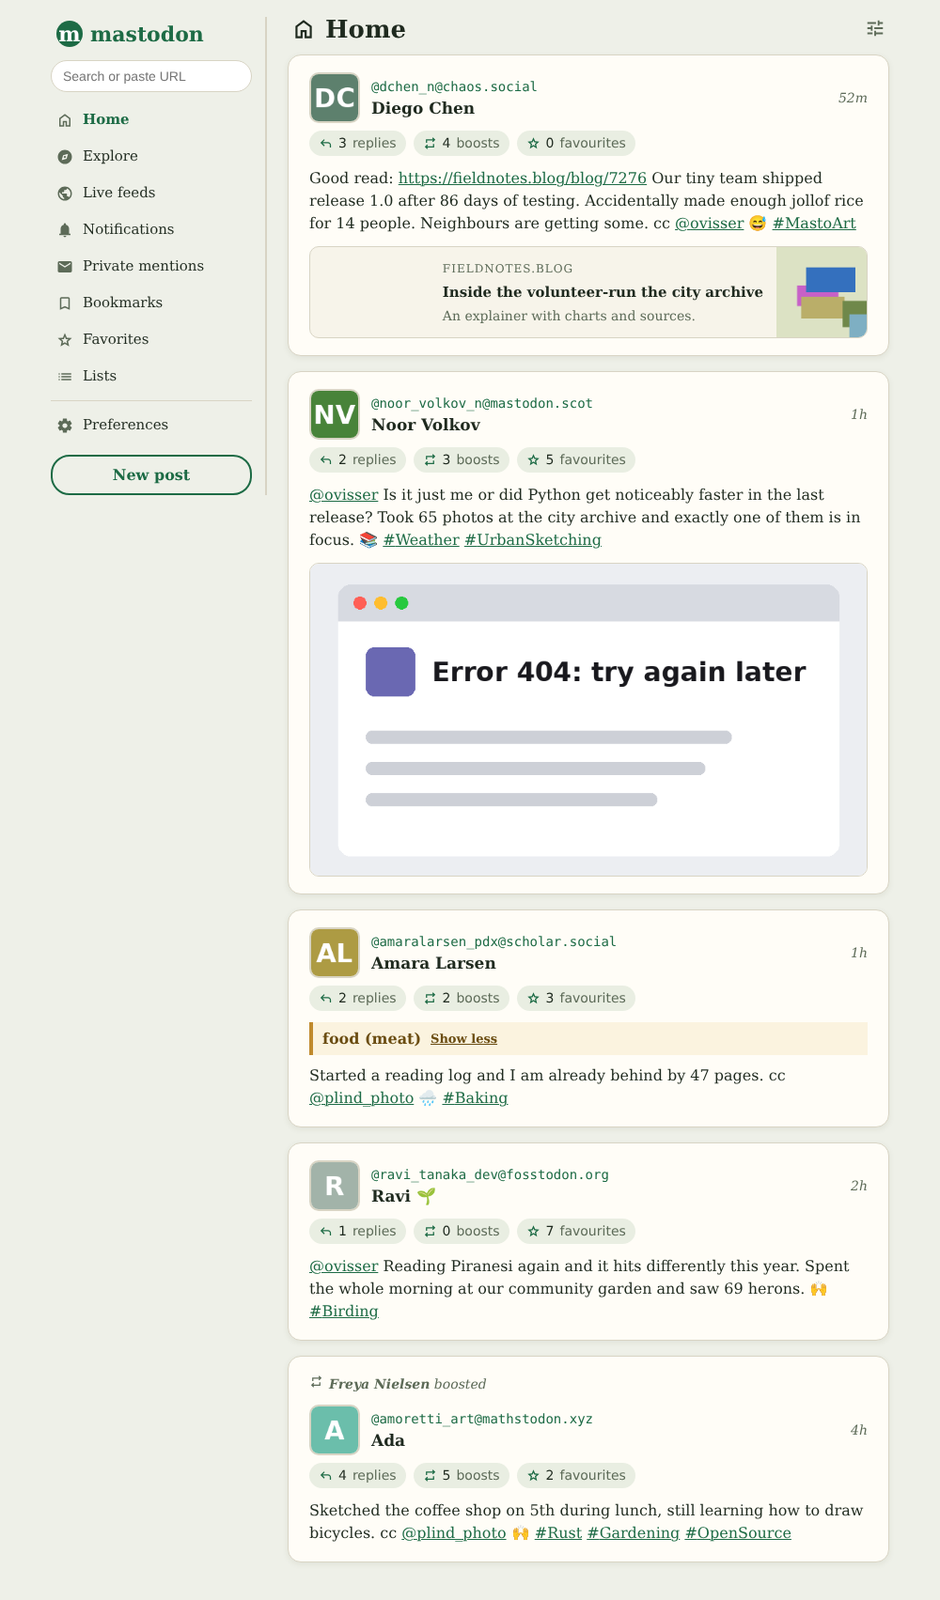 mastodon
Search or paste URL
Home
Explore
Live feeds
Notifications
Private mentions
Bookmarks
Favorites
Lists
Preferences
New post
Home
DC
@dchen_n@chaos.social
Diego Chen
52m
3 replies
4 boosts
0 favourites
Good read: https://fieldnotes.blog/blog/7276 Our tiny team shipped
release 1.0 after 86 days of testing. Accidentally made enough jollof rice
for 14 people. Neighbours are getting some. cc @ovisser 😅 #MastoArt
FIELDNOTES.BLOG
Inside the volunteer-run the city archive
An explainer with charts and sources.
NV
@noor_volkov_n@mastodon.scot
Noor Volkov
1h
2 replies
3 boosts
5 favourites
@ovisser Is it just me or did Python get noticeably faster in the last
release? Took 65 photos at the city archive and exactly one of them is in
focus. 📚 #Weather #UrbanSketching
Error 404: try again later
AL
@amaralarsen_pdx@scholar.social
Amara Larsen
1h
2 replies
2 boosts
3 favourites
food (meat) Show less
Started a reading log and I am already behind by 47 pages. cc
@plind_photo 🌧️ #Baking
R
@ravi_tanaka_dev@fosstodon.org
Ravi 🌱
2h
1 replies
0 boosts
7 favourites
@ovisser Reading Piranesi again and it hits differently this year. Spent
the whole morning at our community garden and saw 69 herons. 🙌
#Birding
Freya Nielsen boosted
A
@amoretti_art@mathstodon.xyz
Ada
4h
4 replies
5 boosts
2 favourites
Sketched the coffee shop on 5th during lunch, still learning how to draw
bicycles. cc @plind_photo 🙌 #Rust #Gardening #OpenSource